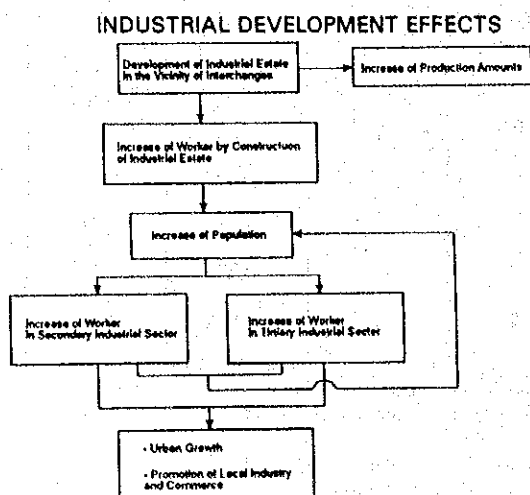 INDUSTRIAL DEVELOPMENT EFFECTS
Development of Industrial Estate
in the Vicinity of Interchanges
Increase of Production Amounts
Increase of Worker by Construction
of Industrial Estate
Increase of Population
Increase of Worker
In Secondary Industrial Sector
Increase of Worker
In Tirtiary Industrial Sector
- Urban Growth
- Promotion of Local Industry
and Commerce